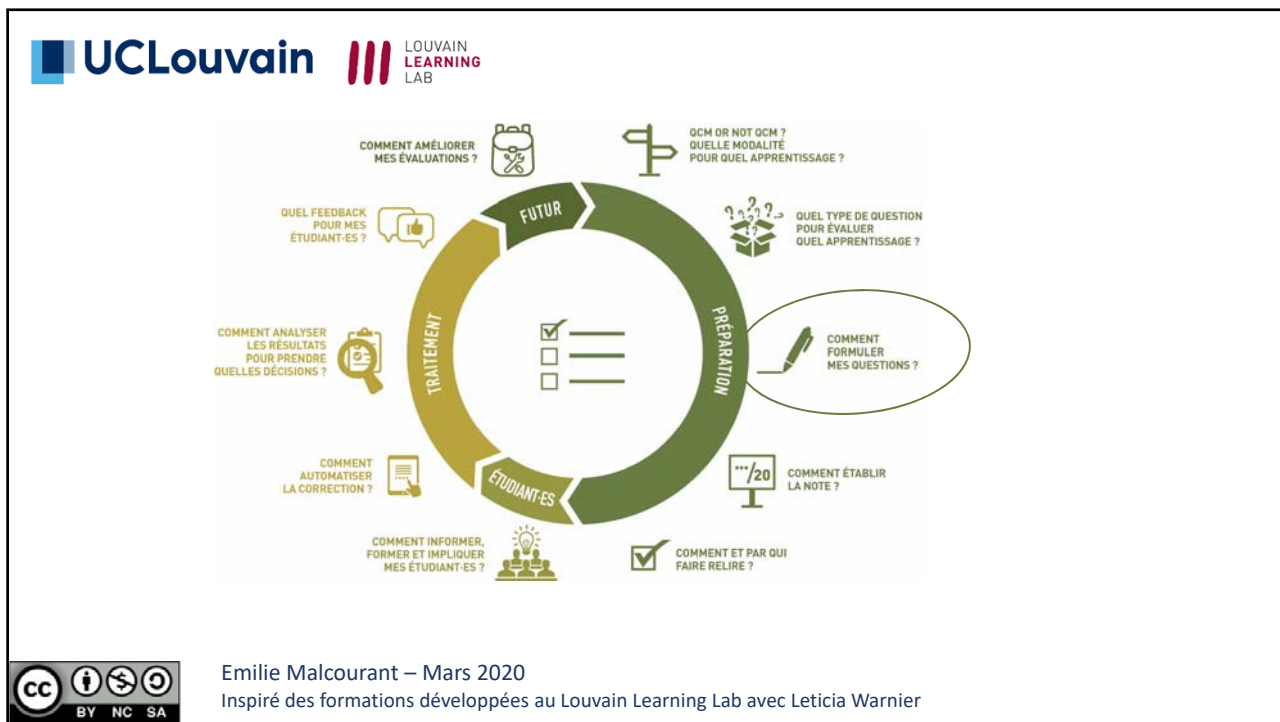 UCLouvain
LOUVAIN
LEARNING
LAB
COMMENT AMÉLIORER
MES ÉVALUATIONS ?
QCM OR NOT QCM ?
QUELLE MODALITÉ
POUR QUEL APPRENTISSAGE ?
QUEL FEEDBACK
POUR MES
ÉTUDIANT·ES ?
FUTUR
QUEL TYPE DE QUESTION
POUR ÉVALUER
QUEL APPRENTISSAGE ?
COMMENT ANALYSER
LES RÉSULTATS
POUR PRENDRE
QUELLES DÉCISIONS ?
TRAITEMENT
PRÉPARATION
COMMENT
FORMULER
MES QUESTIONS ?
COMMENT
AUTOMATISER
LA CORRECTION ?
ÉTUDIANT·ES
.../20
COMMENT ÉTABLIR
LA NOTE ?
COMMENT INFORMER,
FORMER ET IMPLIQUER
MES ÉTUDIANT·ES ?
COMMENT ET PAR QUI
FAIRE RELIRE ?
cc
BY NC SA
Emilie Malcourant – Mars 2020
Inspiré des formations développées au Louvain Learning Lab avec Leticia Warnier